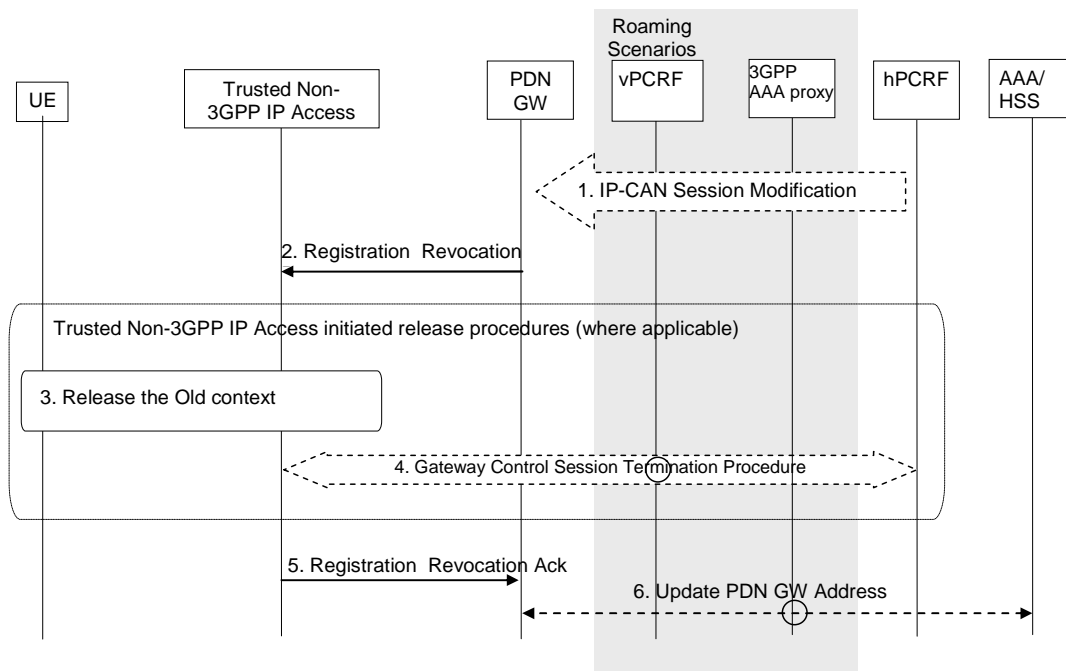 Roaming
Scenarios
UE
Trusted Non-
3GPP IP Access
PDN
GW
vPCRF
3GPP
AAA proxy
hPCRF
AAA/
HSS
1. IP-CAN Session Modification
2. Registration Revocation
Trusted Non-3GPP IP Access initiated release procedures (where applicable)
3. Release the Old context
4. Gateway Control Session Termination Procedure
5. Registration Revocation Ack
6. Update PDN GW Address